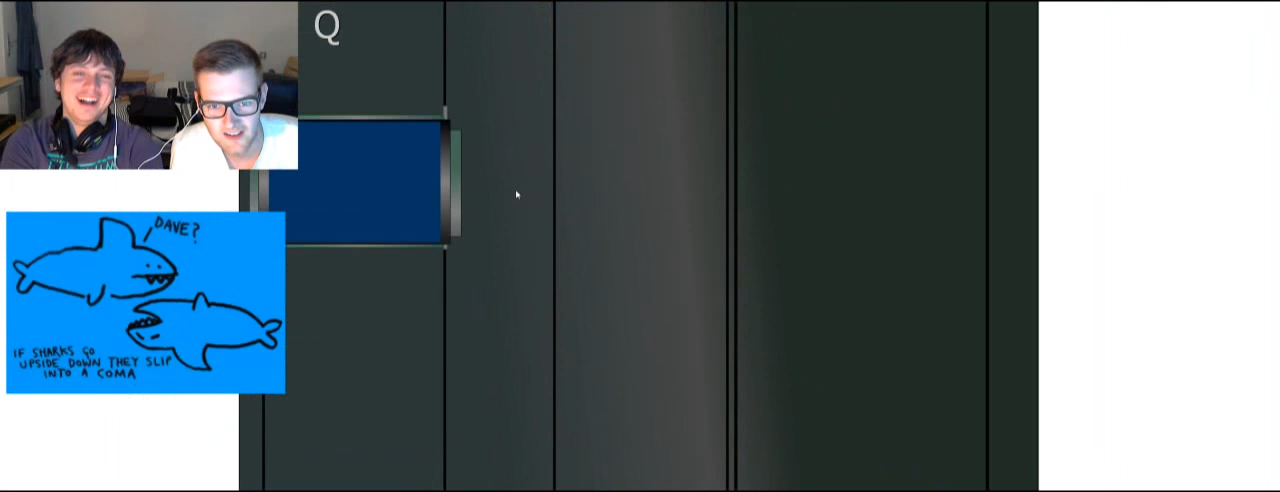 Q
DAVE?
IF SHARKS GO
UPSIDE DOWN THEY SLIP
INTO A COMA